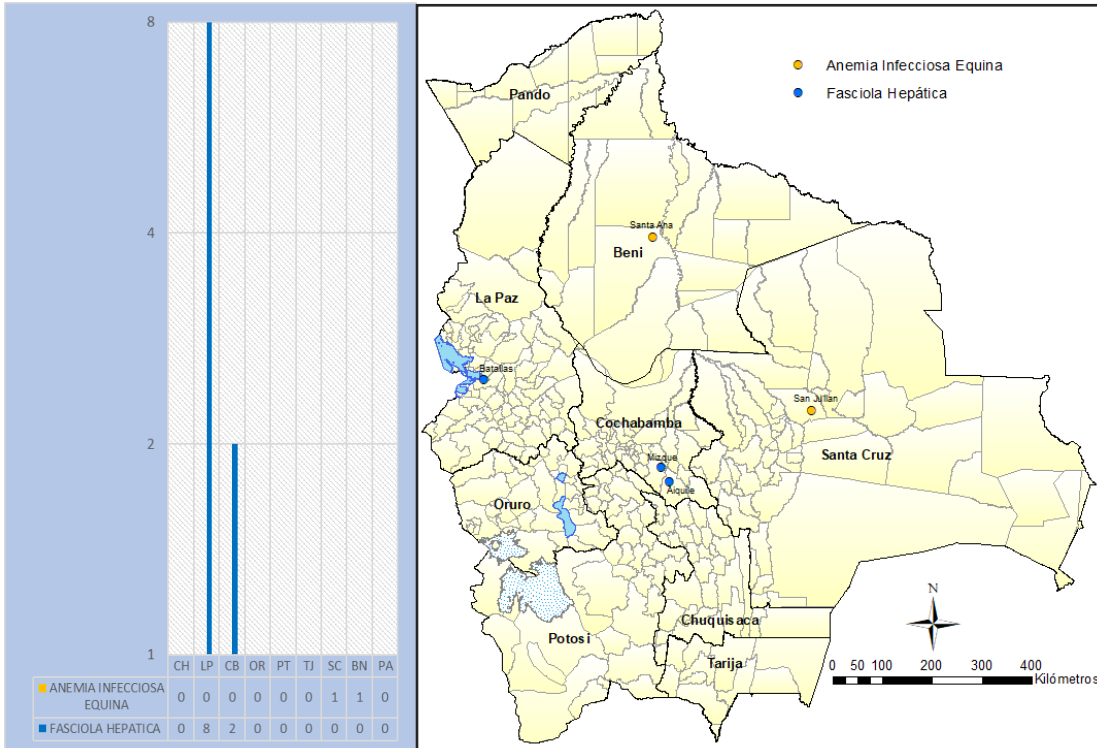 8
4
2
1
CH LP CB OR PT TJ SC BN PA
ANEMIA INFECCIOSA EQUINA 0 0 0 0 0 0 1 1 0
FASCIOLA HEPATICA 0 8 2 0 0 0 0 0 0
Anemia Infecciosa Equina
Fasciola Hepática
Pando
Santa Ana
Beni
La Paz
Batallas
San Julían
Cochabamba
Santa Cruz
Mizque
Aiquile
Oruro
Chuquisaca
Potosi
Tarija
N
0 50 100 200 300 400
Kilómetros